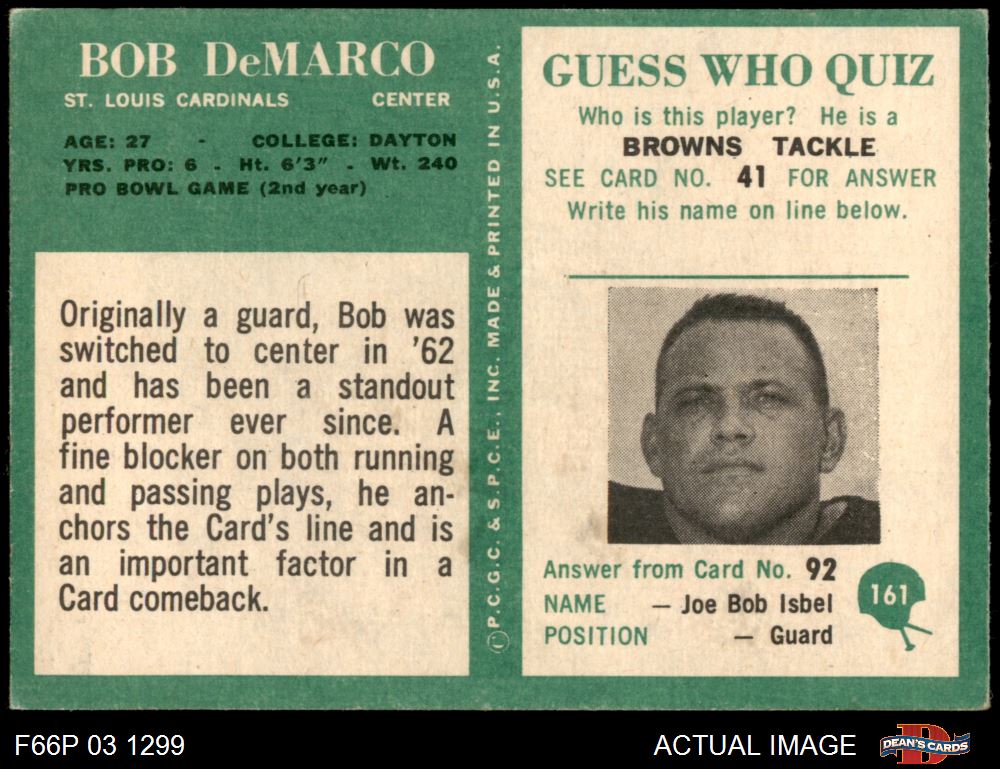 BOB DeMARCO
ST. LOUIS CARDINALS CENTER
AGE: 27 - COLLEGE: DAYTON
YRS. PRO: 6 - Ht. 6'3" - Wt. 240
PRO BOWL GAME (2nd year)
Originally a guard, Bob was
switched to center in '62
and has been a standout
performer ever since. A
fine blocker on both running
and passing plays, he an-
chors the Card's line and is
an important factor in a
Card comeback.
© P.C.G.C. & S.P.C.E., INC. MADE & PRINTED IN U.S.A.
GUESS WHO QUIZ
Who is this player? He is a
BROWNS TACKLE
SEE CARD NO. 41 FOR ANSWER
Write his name on line below.
Answer from Card No. 92
NAME — Joe Bob Isbel
POSITION — Guard
161
F66P 03 1299
ACTUAL IMAGE
DEAN'S CARDS